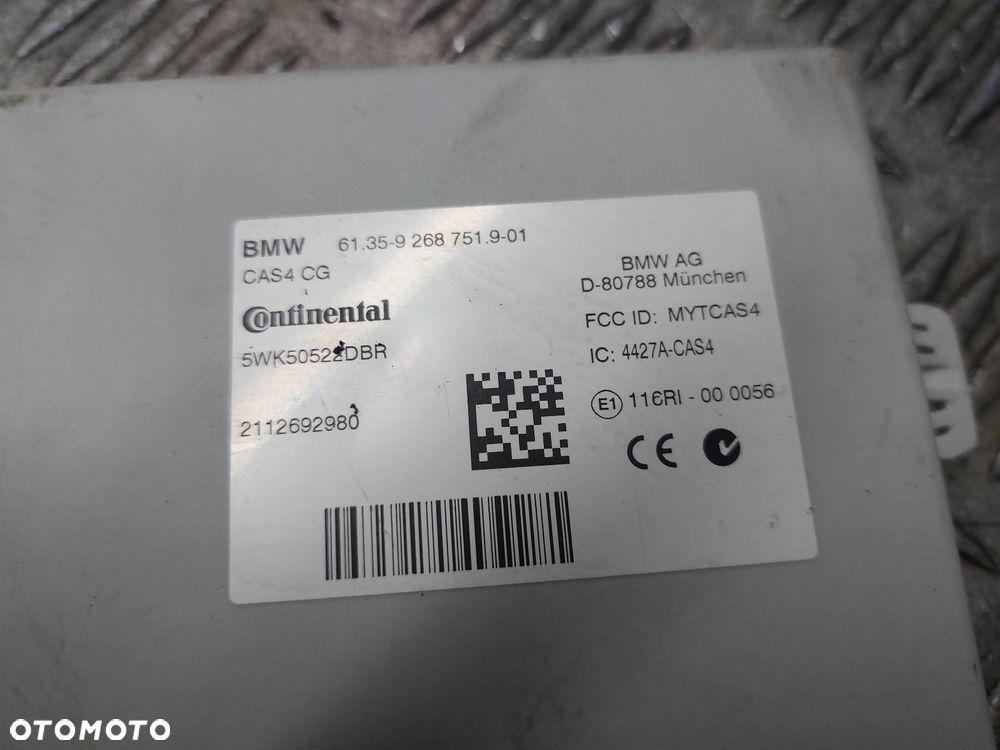 BMW 61.35-9 268 751.9-01
CAS4 CG
Continental
5WK50522DBR
2112692980
BMW AG
D-80788 München
FCC ID: MYTCAS4
IC: 4427A-CAS4
E1 116RI - 00 0056
CE
OTOMOTO